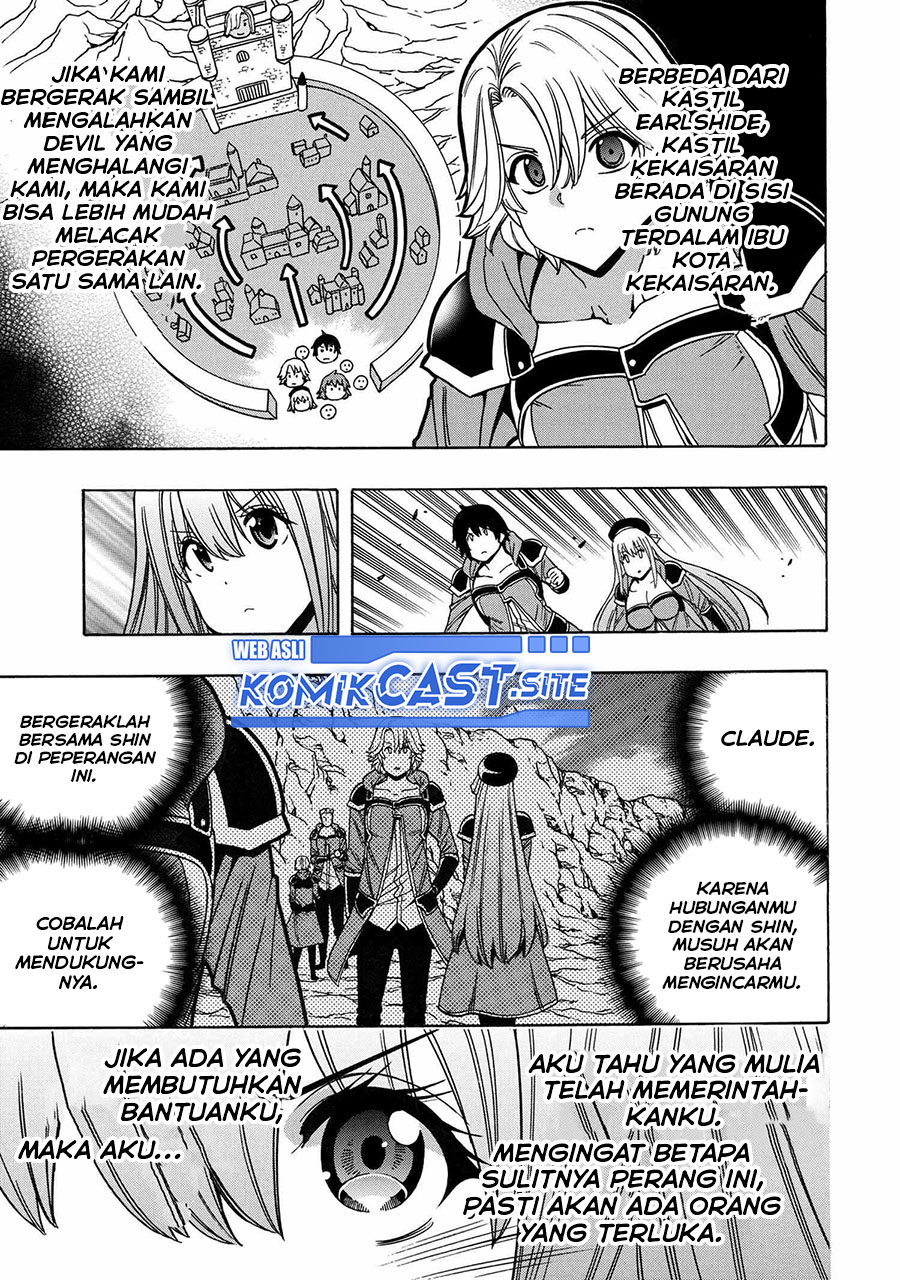 BERBEDA DARI
KASTIL
EARLSHIDE,
KASTIL
KEKAISARAN
BERADA DI SISI
GUNUNG
TERDALAM IBU
KOTA
KEKAISARAN.
JIKA KAMI
BERGERAK SAMBIL
MENGALAHKAN
DEVIL YANG
MENGHALANGI
KAMI, MAKA KAMI
BISA LEBIH MUDAH
MELACAK
PERGERAKAN
SATU SAMA LAIN.
WEB ASLI
KOMIKCAST.SITE
CLAUDE.
KARENA
HUBUNGANMU
DENGAN SHIN,
MUSUH AKAN
BERUSAHA
MENGINCARMU.
BERGERAKLAH
BERSAMA SHIN
DI PEPERANGAN
INI.
COBALAH
UNTUK
MENDUKUNG-
NYA.
AKU TAHU YANG MULIA
TELAH MEMERINTAH-
KANKU.
MENGINGAT BETAPA
SULITNYA PERANG INI,
PASTI AKAN ADA ORANG
YANG TERLUKA.
JIKA ADA YANG
MEMBUTUHKAN
BANTUANKU,
MAKA AKU...